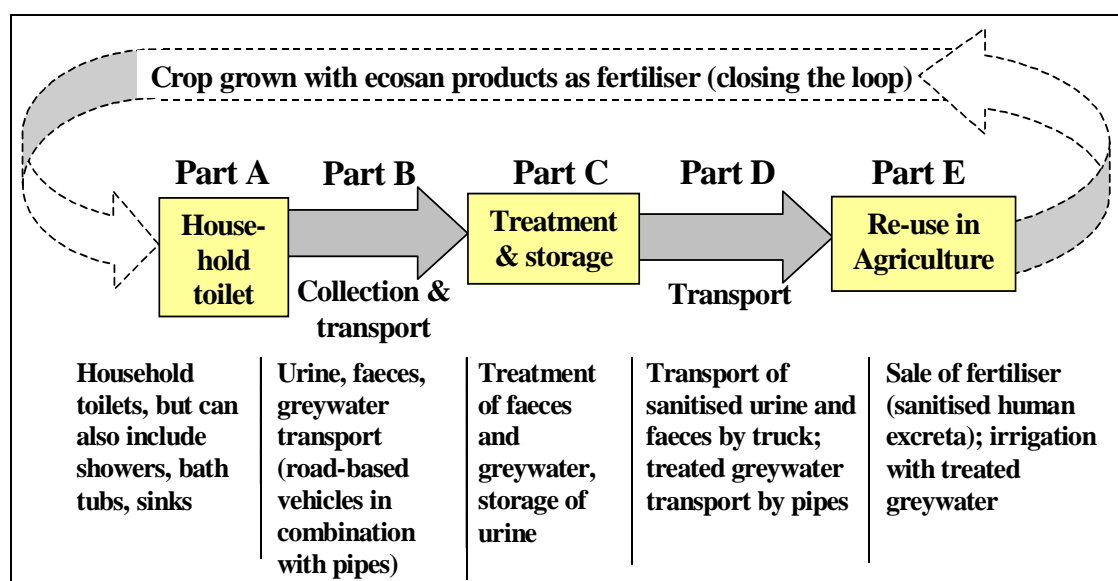 Crop grown with ecosan products as fertiliser (closing the loop)
Part A
Part B
Part C
Part D
Part E
House-
hold
toilet
Collection &
transport
Treatment
& storage
Transport
Re-use in
Agriculture
Household
toilets, but can
also include
showers, bath
tubs, sinks
Urine, faeces,
greywater
transport
(road-based
vehicles in
combination
with pipes)
Treatment
of faeces
and
greywater,
storage of
urine
Transport of
sanitised urine and
faeces by truck;
treated greywater
transport by pipes
Sale of fertiliser
(sanitised human
excreta); irrigation
with treated
greywater